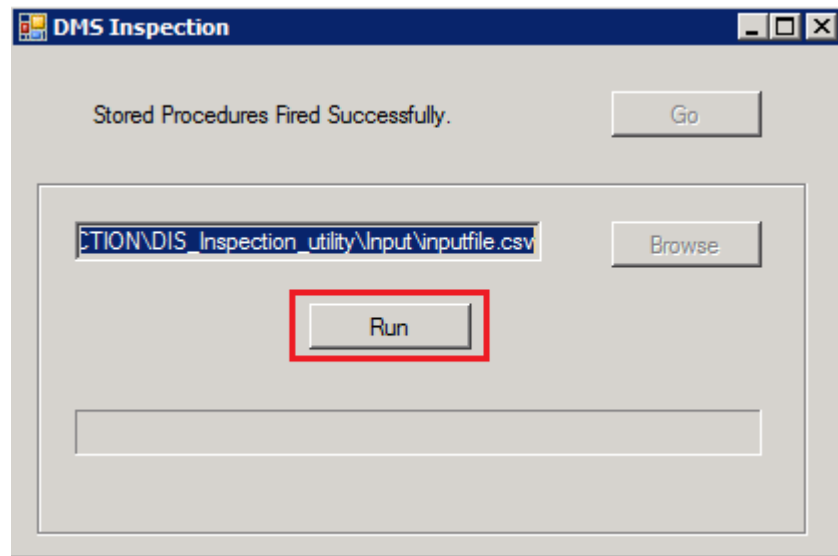 DMS Inspection
Stored Procedures Fired Successfully.
Go
CTION\DIS_Inspection_utility\Input\inputfile.csv
Browse
Run